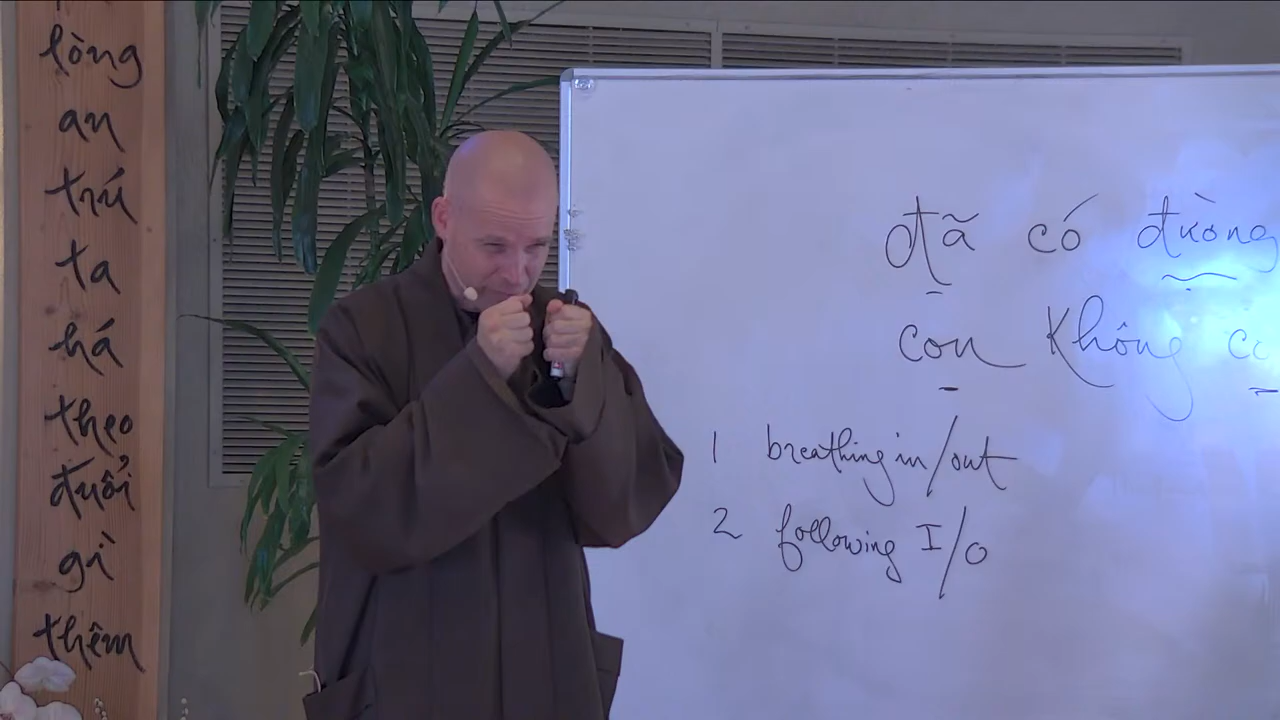 lòng
an
trú
ta
há
theo
đuổi
gì
thêm
đã có đường
con không
1 breathing in/out
2 following I/O